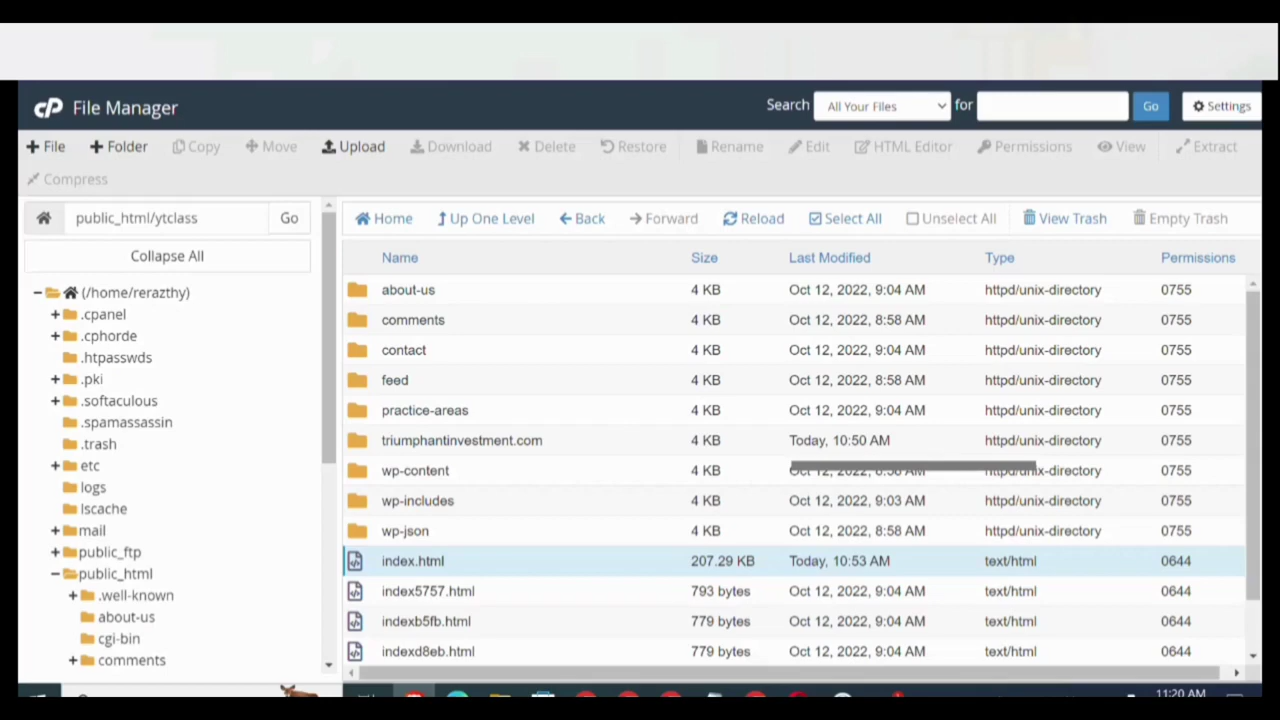 cP File Manager Search All Your Files for Go Settings
+ File + Folder Copy Move Upload Download Delete Restore Rename Edit HTML Editor Permissions View Extract
Compress
public_html/ytclass Go
Home Up One Level Back Forward Reload Select All Unselect All View Trash Empty Trash
Collapse All
(/home/rerazthy)
.cpanel
.cphorde
.htpasswds
.pki
.softaculous
.spamassassin
.trash
etc
logs
lscache
mail
public_ftp
public_html
.well-known
about-us
cgi-bin
comments
Name Size Last Modified Type Permissions
about-us 4 KB Oct 12, 2022, 9:04 AM httpd/unix-directory 0755
comments 4 KB Oct 12, 2022, 8:58 AM httpd/unix-directory 0755
contact 4 KB Oct 12, 2022, 9:04 AM httpd/unix-directory 0755
feed 4 KB Oct 12, 2022, 8:58 AM httpd/unix-directory 0755
practice-areas 4 KB Oct 12, 2022, 9:04 AM httpd/unix-directory 0755
triumphantinvestment.com 4 KB Today, 10:50 AM httpd/unix-directory 0755
wp-content 4 KB Oct 12, 2022, 8:58 AM httpd/unix-directory 0755
wp-includes 4 KB Oct 12, 2022, 9:03 AM httpd/unix-directory 0755
wp-json 4 KB Oct 12, 2022, 8:58 AM httpd/unix-directory 0755
index.html 207.29 KB Today, 10:53 AM text/html 0644
index5757.html 793 bytes Oct 12, 2022, 9:04 AM text/html 0644
indexb5fb.html 779 bytes Oct 12, 2022, 9:04 AM text/html 0644
indexd8eb.html 779 bytes Oct 12, 2022, 9:04 AM text/html 0644
11:20 AM